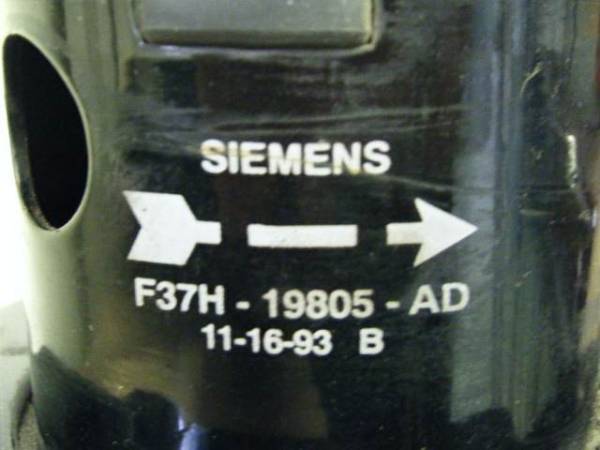 SIEMENS
F37H - 19805 - AD
11-16-93 B